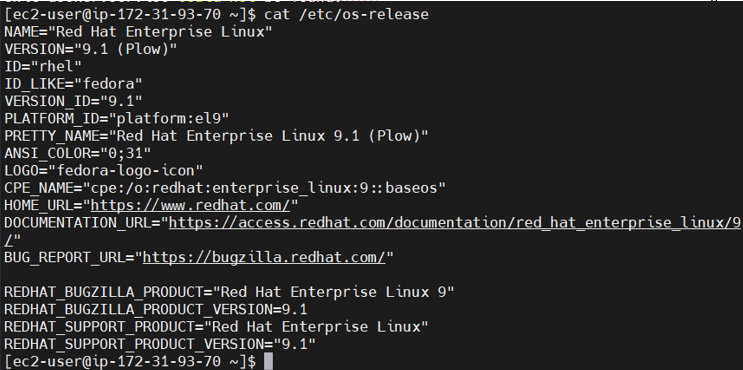 [ec2-user@ip-172-31-93-70 ~]$ cat /etc/os-release
NAME="Red Hat Enterprise Linux"
VERSION="9.1 (Plow)"
ID="rhel"
ID_LIKE="fedora"
VERSION_ID="9.1"
PLATFORM_ID="platform:el9"
PRETTY_NAME="Red Hat Enterprise Linux 9.1 (Plow)"
ANSI_COLOR="0;31"
LOGO="fedora-logo-icon"
CPE_NAME="cpe:/o:redhat:enterprise_linux:9::baseos"
HOME_URL="https://www.redhat.com/"
DOCUMENTATION_URL="https://access.redhat.com/documentation/red_hat_enterprise_linux/9
/"
BUG_REPORT_URL="https://bugzilla.redhat.com/"
REDHAT_BUGZILLA_PRODUCT="Red Hat Enterprise Linux 9"
REDHAT_BUGZILLA_PRODUCT_VERSION=9.1
REDHAT_SUPPORT_PRODUCT="Red Hat Enterprise Linux"
REDHAT_SUPPORT_PRODUCT_VERSION="9.1"
[ec2-user@ip-172-31-93-70 ~]$